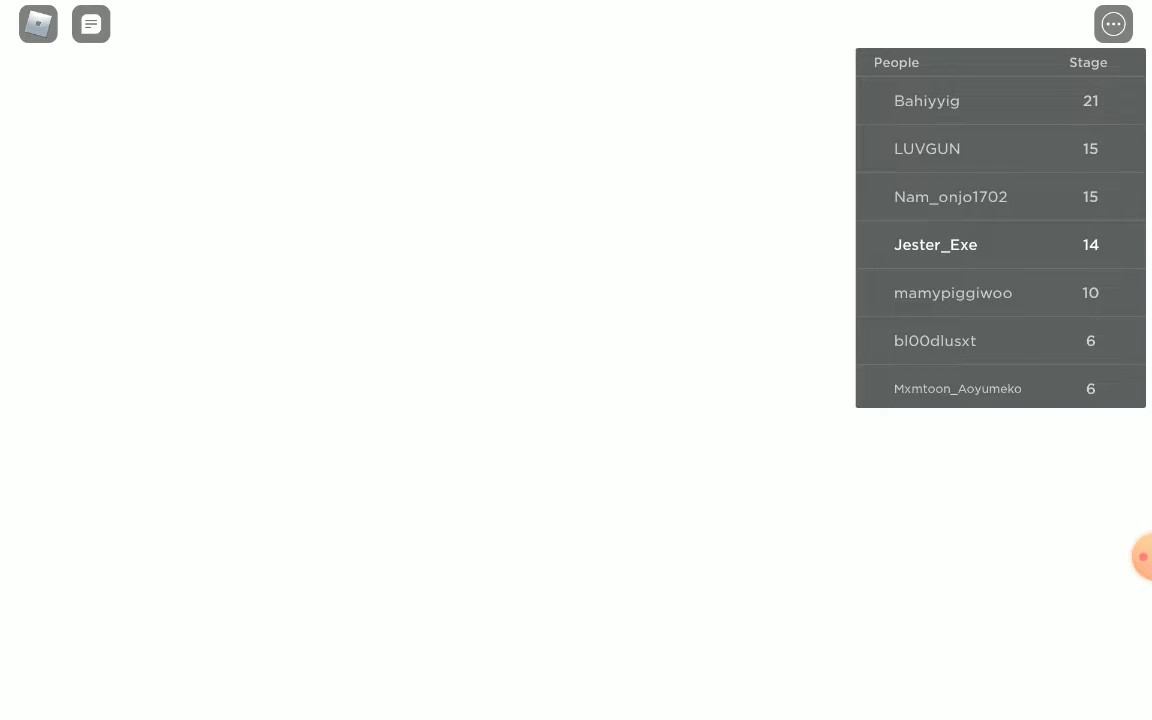 People Stage
Bahiyyig 21
LUVGUN 15
Nam_onjo1702 15
Jester_Exe 14
mamypiggiwoo 10
bl00dlusxt 6
Mxmtoon_Aoyumeko 6